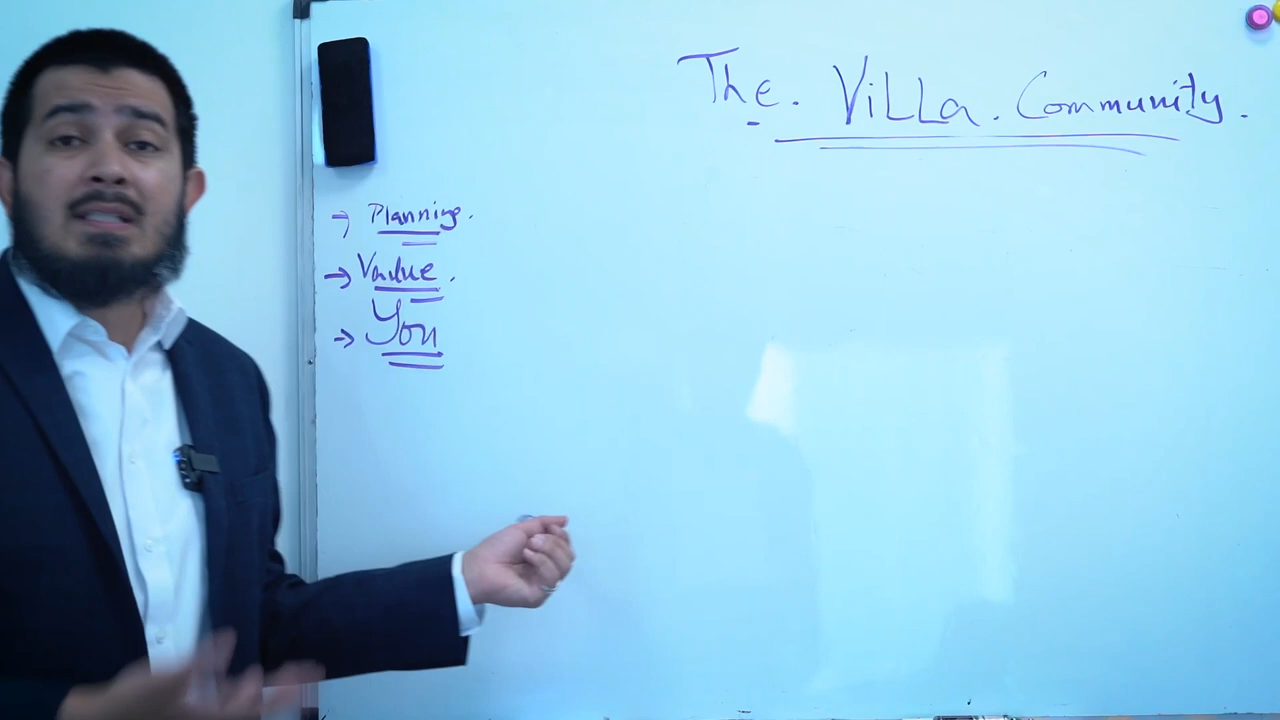 The. ViLLa. Community.
→ Planning.
→ Value.
→ You